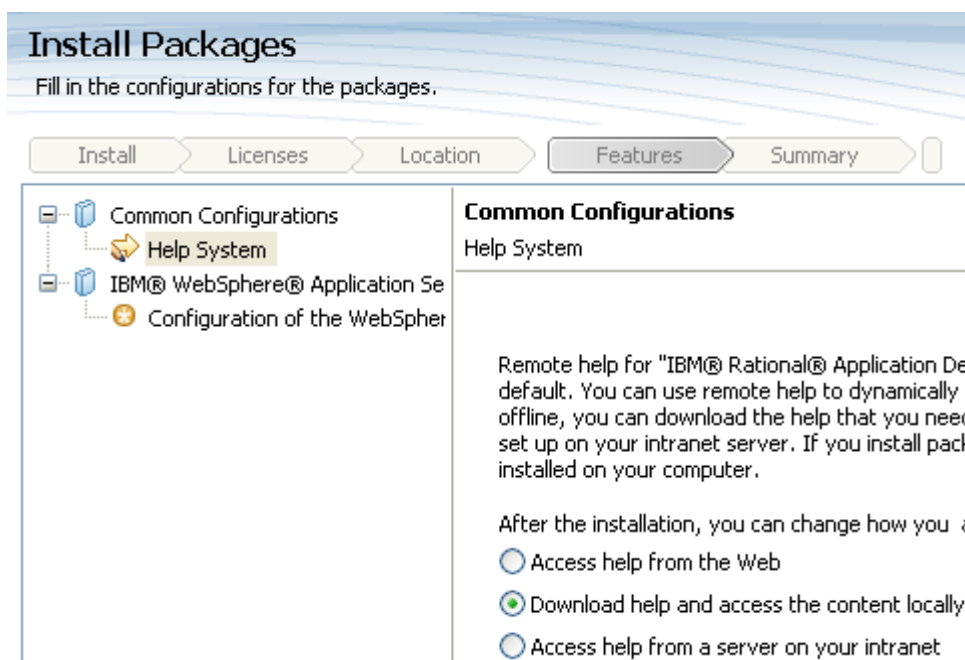 Install Packages
Fill in the configurations for the packages.
Install Licenses Location Features Summary
Common Configurations
Help System
IBM® WebSphere® Application Se
Configuration of the WebSpher
Common Configurations
Help System
Remote help for "IBM® Rational® Application De
default. You can use remote help to dynamically
offline, you can download the help that you need
set up on your intranet server. If you install pac
installed on your computer.
After the installation, you can change how you a
Access help from the Web
Download help and access the content locally
Access help from a server on your intranet